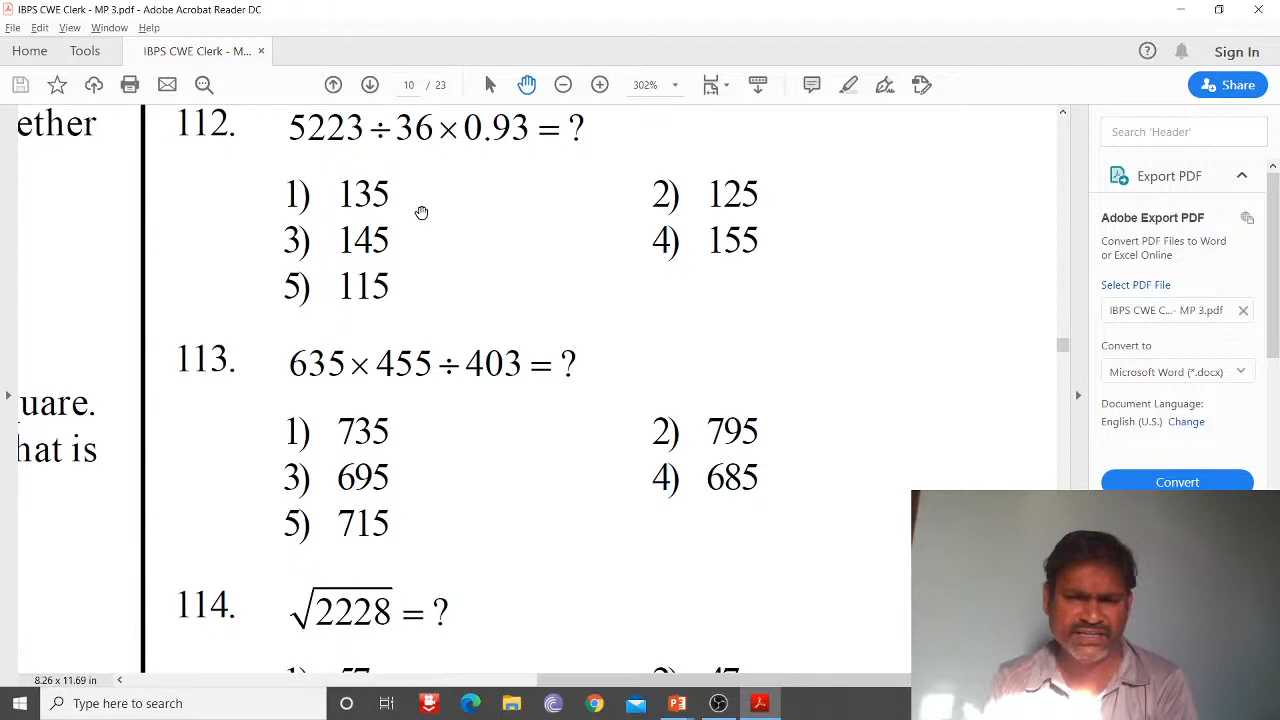 IBPS CWE Clerk - MP 3.pdf - Adobe Acrobat Reader DC
File Edit View Window Help
Home Tools IBPS CWE Clerk - M... × Sign In
10 / 23 302% Share
ether
112. 5223 ÷ 36 × 0.93 = ?
1) 135 2) 125
3) 145 4) 155
5) 115
113. 635 × 455 ÷ 403 = ?
uare.
hat is
1) 735 2) 795
3) 695 4) 685
5) 715
114. √2228 = ?
1) 57 2) 47
8.26 x 11.69 in
Search 'Header'
Export PDF
Adobe Export PDF
Convert PDF Files to Word
or Excel Online
Select PDF File
IBPS CWE C...- MP 3.pdf
Convert to
Microsoft Word (*.docx)
Document Language:
English (U.S.) Change
Convert
Type here to search